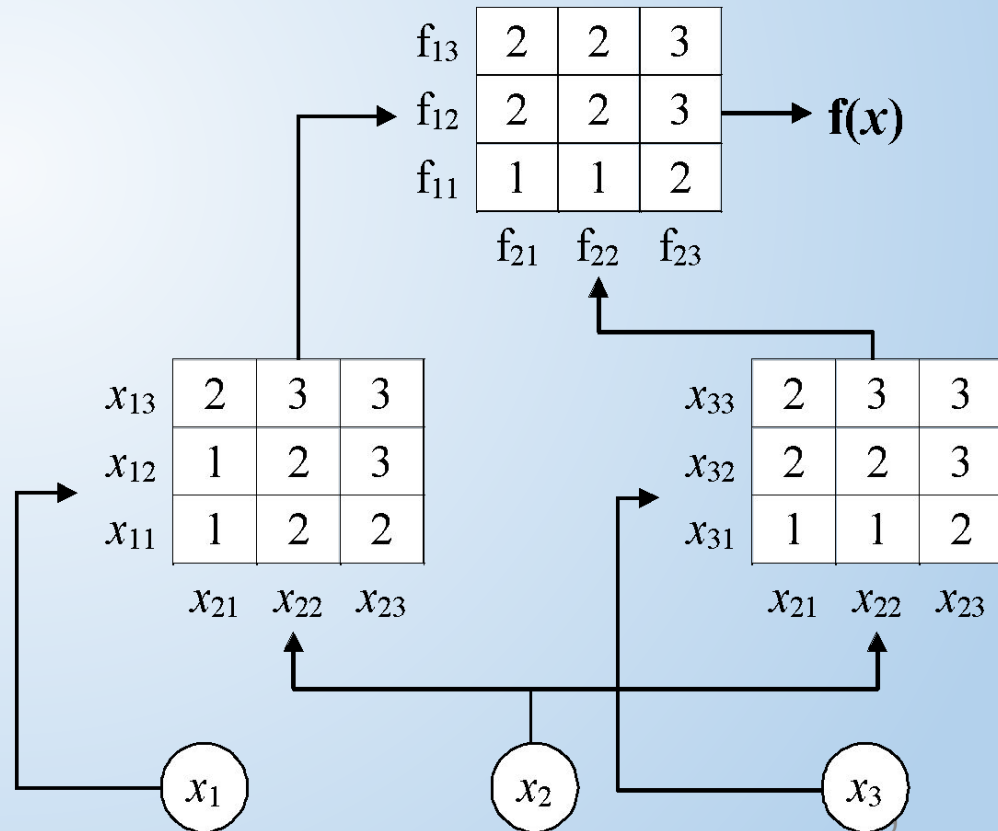 f₁₃ 2 2 3
f₁₂ 2 2 3 f(x)
f₁₁ 1 1 2
f₂₁ f₂₂ f₂₃
x₁₃ 2 3 3
x₁₂ 1 2 3
x₁₁ 1 2 2
x₂₁ x₂₂ x₂₃
x₃₃ 2 3 3
x₃₂ 2 2 3
x₃₁ 1 1 2
x₂₁ x₂₂ x₂₃
x₁ x₂ x₃